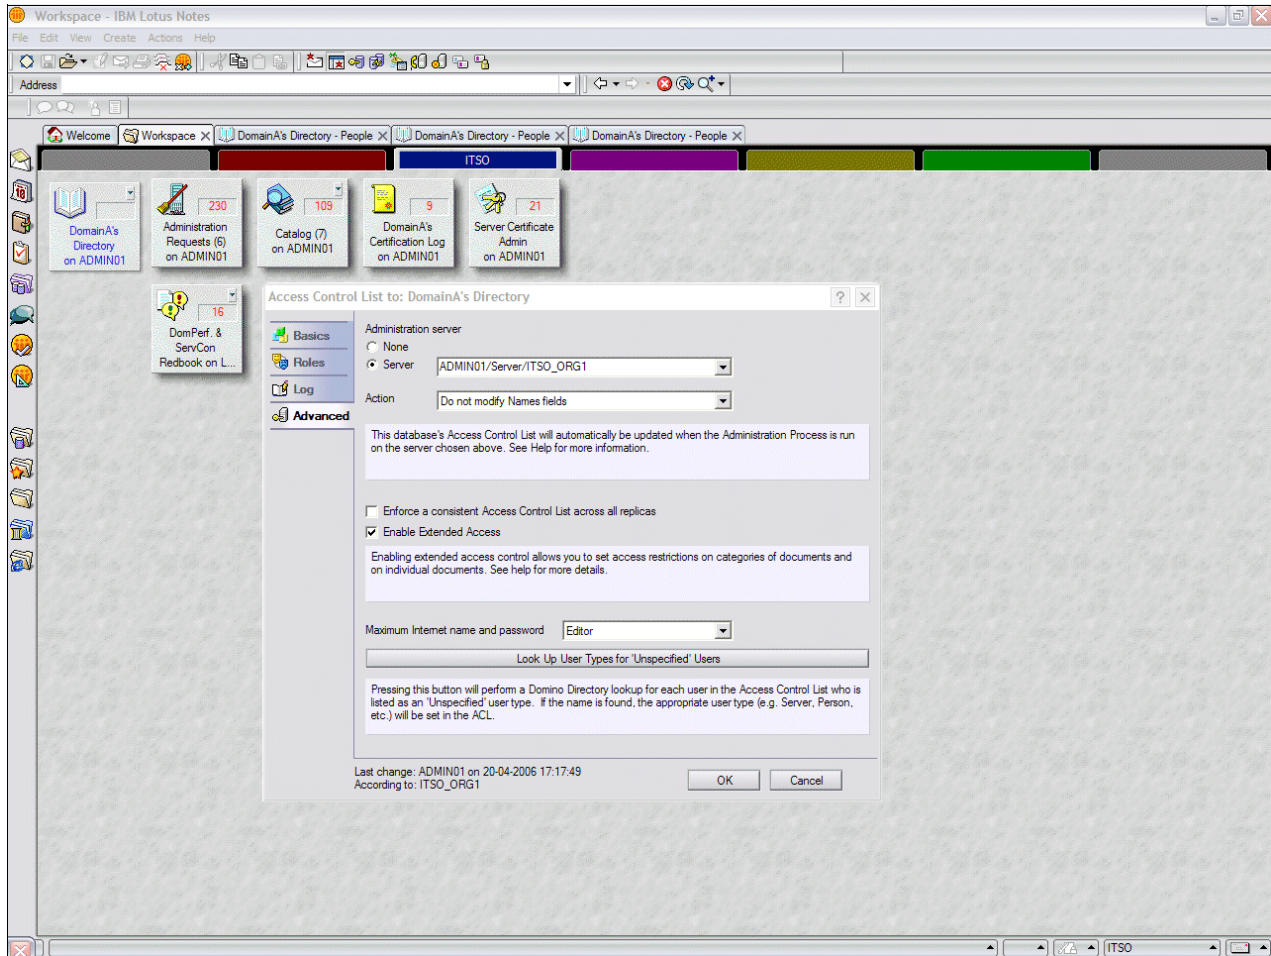 Workspace - IBM Lotus Notes
File Edit View Create Actions Help
Address
Welcome Workspace DomainA's Directory - People DomainA's Directory - People DomainA's Directory - People
ITSO
18
DomainA's
Directory
on ADMIN01
230
Administration
Requests (6)
on ADMIN01
109
Catalog (7)
on ADMIN01
9
DomainA's
Certification Log
on ADMIN01
21
Server Certificate
Admin
on ADMIN01
16
DomPerf. &
ServCon
Redbook on L...
Access Control List to: DomainA's Directory
Basics
Roles
Log
Advanced
Administration server
None
Server ADMIN01/Server/ITSO_ORG1
Action Do not modify Names fields
This database's Access Control List will automatically be updated when the Administration Process is run
on the server chosen above. See Help for more information.
Enforce a consistent Access Control List across all replicas
Enable Extended Access
Enabling extended access control allows you to set access restrictions on categories of documents and
on individual documents. See help for more details.
Maximum Internet name and password Editor
Look Up User Types for 'Unspecified' Users
Pressing this button will perform a Domino Directory lookup for each user in the Access Control List who is
listed as an 'Unspecified' user type. If the name is found, the appropriate user type (e.g. Server, Person,
etc.) will be set in the ACL.
Last change: ADMIN01 on 20-04-2006 17:17:49
According to: ITSO_ORG1
OK Cancel
ITSO